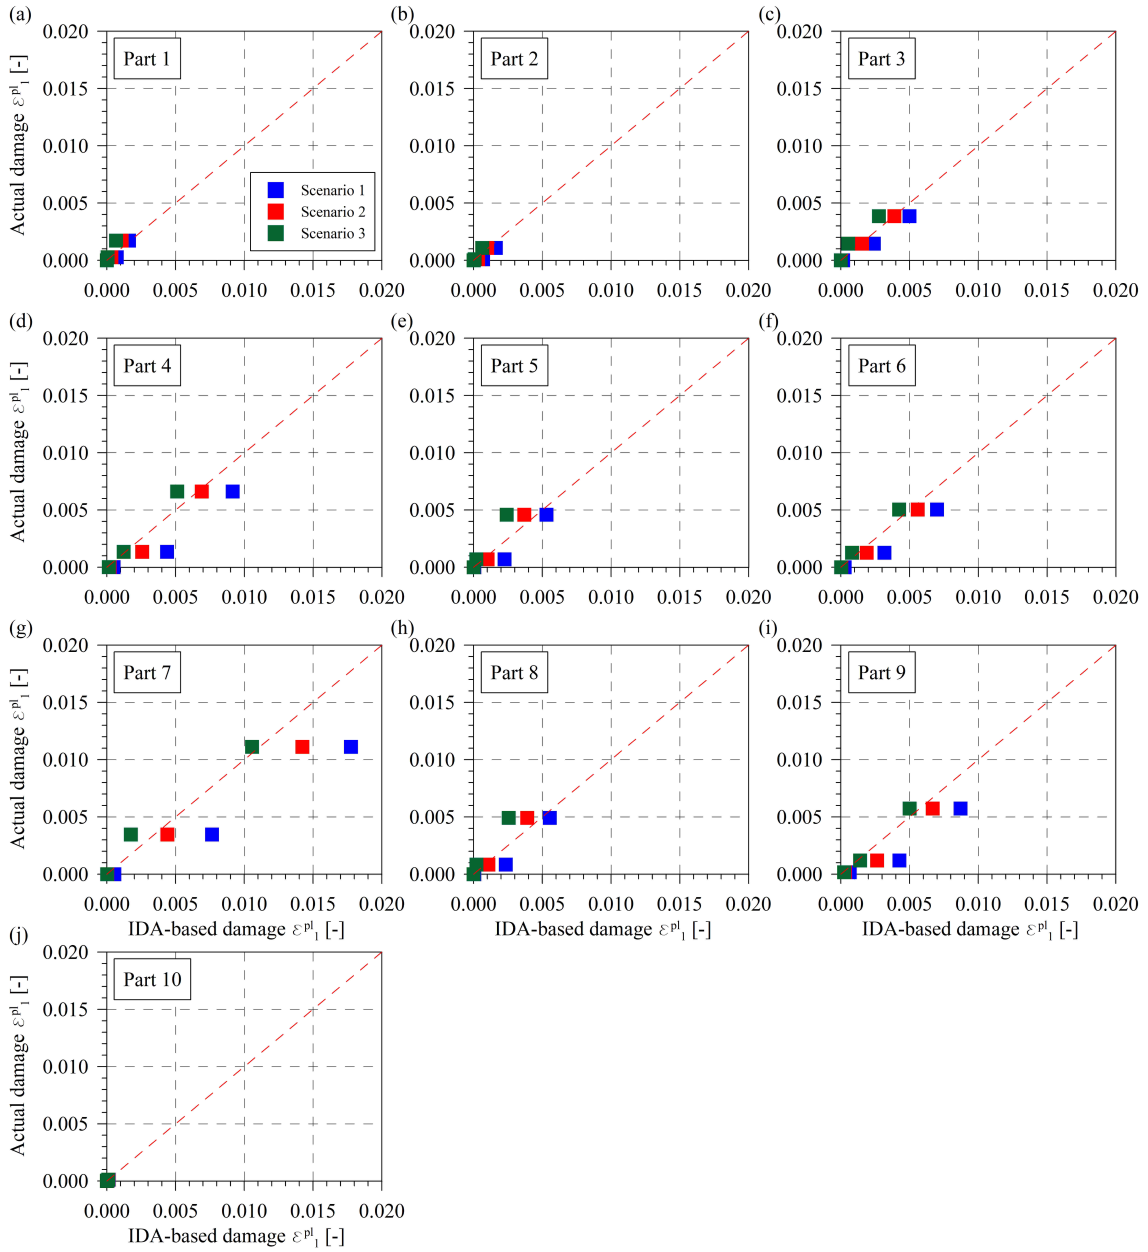 (a)
(b)
(c)
0.020
0.015
0.010
0.005
0.000
Actual damage ε^pl_1 [-]
Part 1
Scenario 1
Scenario 2
Scenario 3
0.000 0.005 0.010 0.015 0.020
0.020
0.015
0.010
0.005
0.000
Part 2
0.000 0.005 0.010 0.015 0.020
0.020
0.015
0.010
0.005
0.000
Part 3
0.000 0.005 0.010 0.015 0.020
(d)
(e)
(f)
0.020
0.015
0.010
0.005
0.000
Actual damage ε^pl_1 [-]
Part 4
0.000 0.005 0.010 0.015 0.020
0.020
0.015
0.010
0.005
0.000
Part 5
0.000 0.005 0.010 0.015 0.020
0.020
0.015
0.010
0.005
0.000
Part 6
0.000 0.005 0.010 0.015 0.020
(g)
(h)
(i)
0.020
0.015
0.010
0.005
0.000
Actual damage ε^pl_1 [-]
Part 7
0.000 0.005 0.010 0.015 0.020
IDA-based damage ε^pl_1 [-]
0.020
0.015
0.010
0.005
0.000
Part 8
0.000 0.005 0.010 0.015 0.020
IDA-based damage ε^pl_1 [-]
0.020
0.015
0.010
0.005
0.000
Part 9
0.000 0.005 0.010 0.015 0.020
IDA-based damage ε^pl_1 [-]
(j)
0.020
0.015
0.010
0.005
0.000
Actual damage ε^pl_1 [-]
Part 10
0.000 0.005 0.010 0.015 0.020
IDA-based damage ε^pl_1 [-]